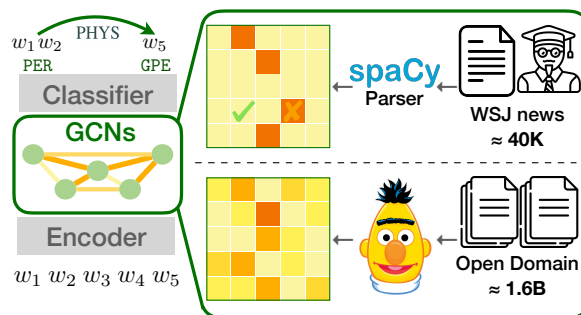 PHYS
w1 w2 w5
PER GPE
Classifier
GCNs
Encoder
w1 w2 w3 w4 w5
spaCy
Parser
WSJ news
≈ 40K
Open Domain
≈ 1.6B